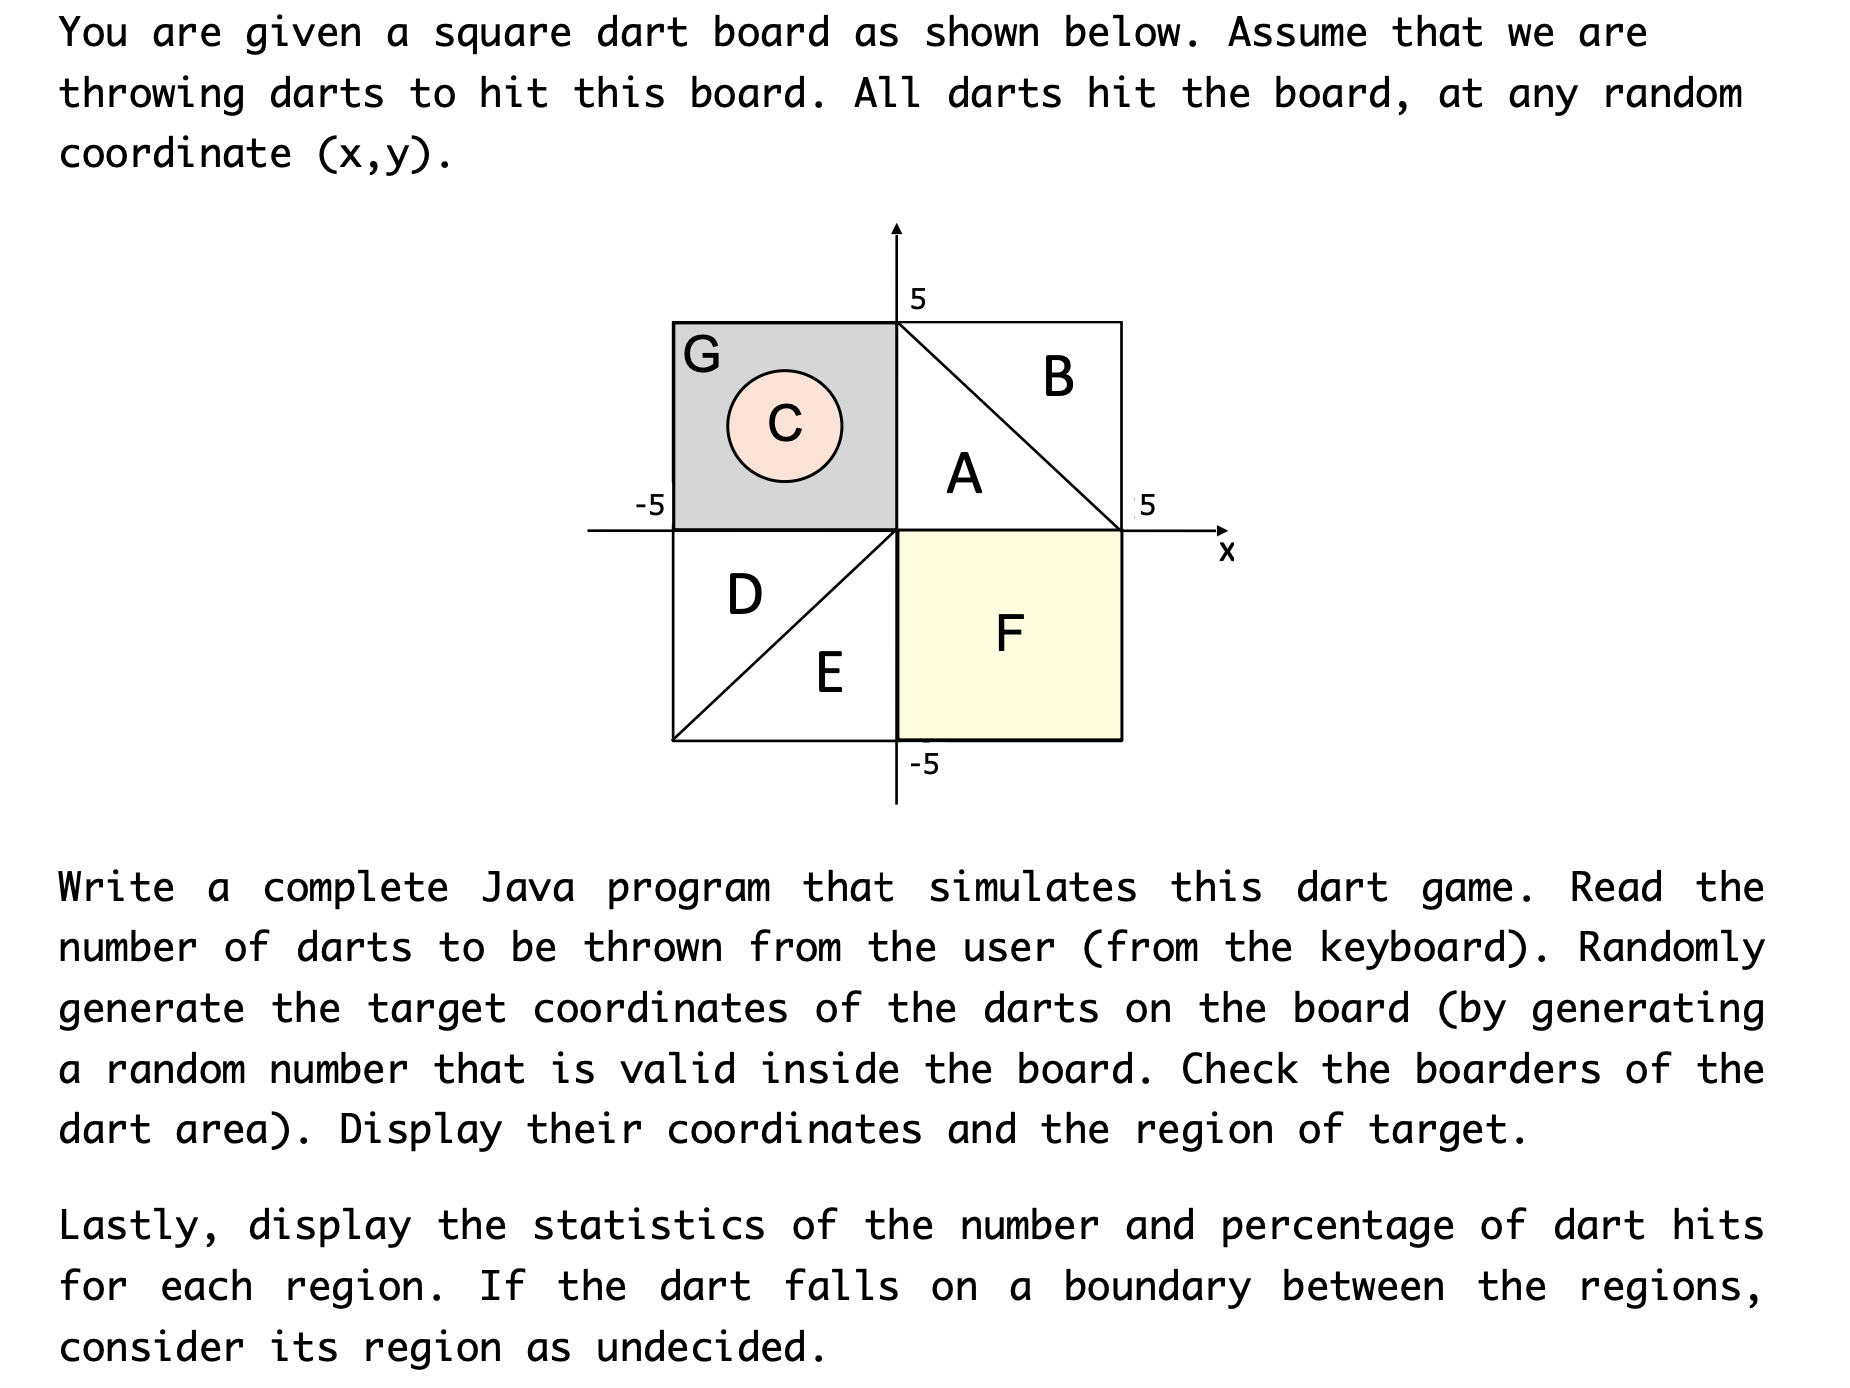 You are given a square dart board as shown below. Assume that we are
throwing darts to hit this board. All darts hit the board, at any random
coordinate (x,y).
5
G
B
C
A
-5
5
x
D
F
E
-5
Write a complete Java program that simulates this dart game. Read the
number of darts to be thrown from the user (from the keyboard). Randomly
generate the target coordinates of the darts on the board (by generating
a random number that is valid inside the board. Check the boarders of the
dart area). Display their coordinates and the region of target.
Lastly, display the statistics of the number and percentage of dart hits
for each region. If the dart falls on a boundary between the regions,
consider its region as undecided.